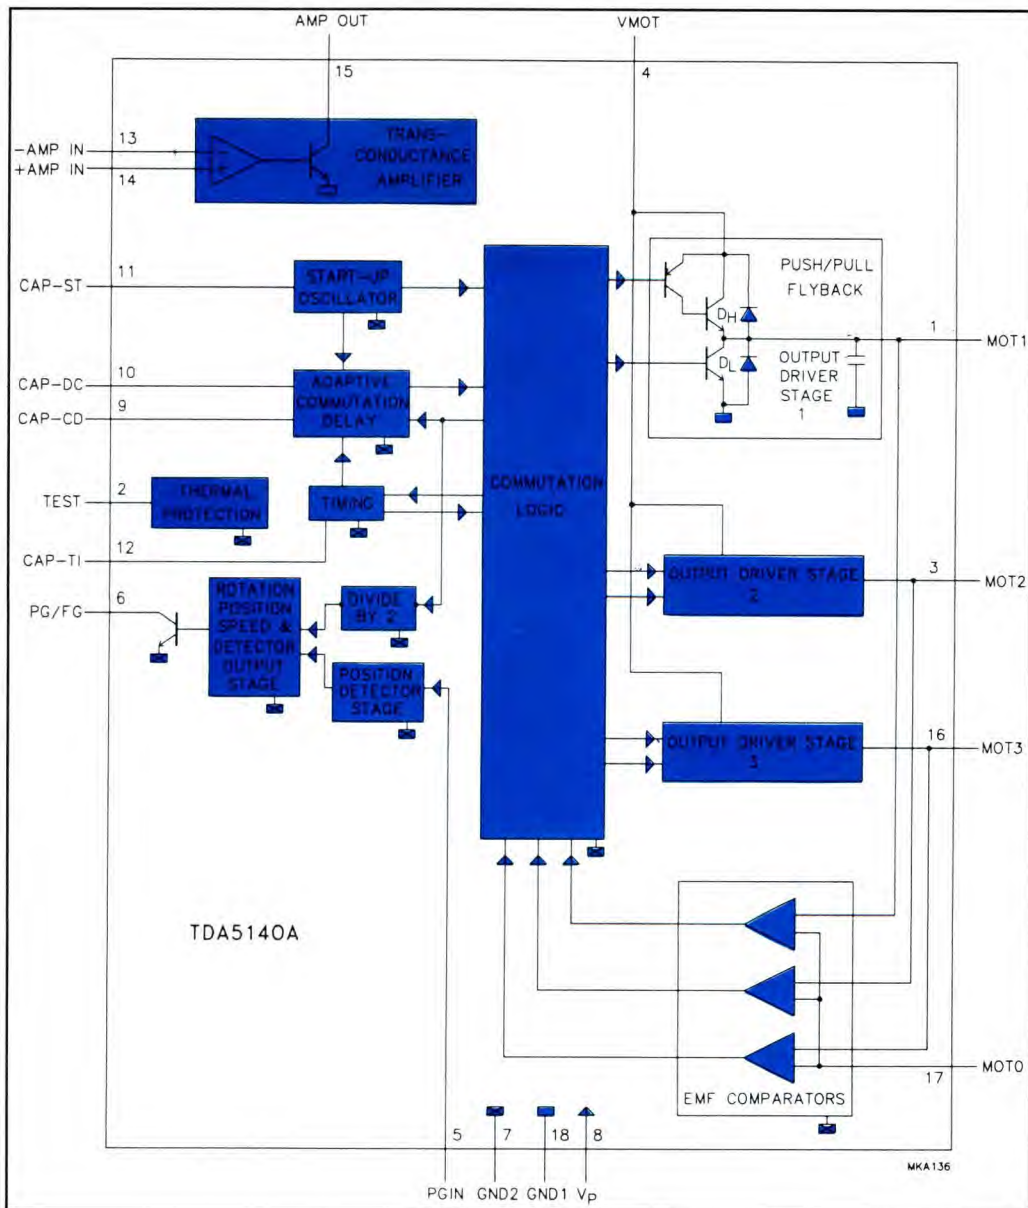 AMP OUT
VMOT
15
4
13
-AMP IN
+AMP IN
14
TRANS-
CONDUCTANCE
AMPLIFIER
11
CAP-ST
START-UP
OSCILLATOR
PUSH/PULL
FLYBACK
DH
1
MOT1
10
CAP-DC
9
CAP-CD
ADAPTIVE
COMMUTATION
DELAY
DL
OUTPUT
DRIVER
STAGE
1
COMMUTATION
LOGIC
2
TEST
THERMAL
PROTECTION
TIMING
12
CAP-TI
6
PG/FG
ROTATION
POSITION
SPEED &
DETECTOR
OUTPUT
STAGE
DIVIDE
BY 2
POSITION
DETECTOR
STAGE
OUTPUT DRIVER STAGE
2
3
MOT2
OUTPUT DRIVER STAGE
3
16
MOT3
TDA5140A
EMF COMPARATORS
17
MOT0
5
7
18
8
MKA136
PGIN
GND2
GND1
VP